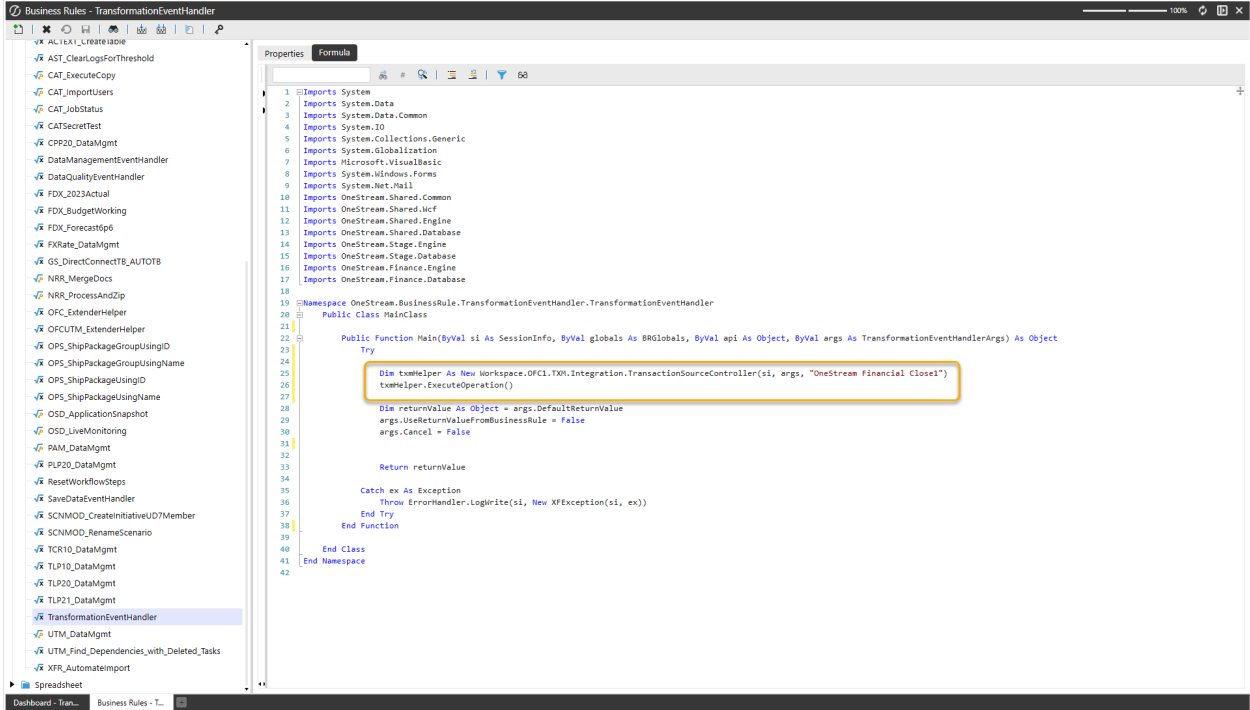 Business Rules - TransformationEventHandler
100%
ACTEXT_CreateTable
AST_ClearLogsForThreshold
CAT_ExecuteCopy
CAT_ImportUsers
CAT_JobStatus
CATSecretTest
CPP20_DataMgmt
DataManagementEventHandler
DataQualityEventHandler
FDX_2023Actual
FDX_BudgetWorking
FDX_Forecast6p6
FXRate_DataMgmt
GS_DirectConnectTB_AUTOTB
NRR_MergeDocs
NRR_ProcessAndZip
OFC_ExtenderHelper
OFCUTM_ExtenderHelper
OPS_ShipPackageGroupUsingID
OPS_ShipPackageGroupUsingName
OPS_ShipPackageUsingID
OPS_ShipPackageUsingName
OSD_ApplicationSnapshot
OSD_LiveMonitoring
PAM_DataMgmt
PLP20_DataMgmt
ResetWorkflowSteps
SaveDataEventHandler
SCNMOD_CreateInitiativeUD7Member
SCNMOD_RenameScenario
TCR10_DataMgmt
TLP10_DataMgmt
TLP20_DataMgmt
TLP21_DataMgmt
TransformationEventHandler
UTM_DataMgmt
UTM_Find_Dependencies_with_Deleted_Tasks
XFR_AutomateImport
Spreadsheet
Properties Formula
1 Imports System
2 Imports System.Data
3 Imports System.Data.Common
4 Imports System.IO
5 Imports System.Collections.Generic
6 Imports System.Globalization
7 Imports Microsoft.VisualBasic
8 Imports System.Windows.Forms
9 Imports System.Net.Mail
10 Imports OneStream.Shared.Common
11 Imports OneStream.Shared.Wcf
12 Imports OneStream.Shared.Engine
13 Imports OneStream.Shared.Database
14 Imports OneStream.Stage.Engine
15 Imports OneStream.Stage.Database
16 Imports OneStream.Finance.Engine
17 Imports OneStream.Finance.Database
18
19 Namespace OneStream.BusinessRule.TransformationEventHandler.TransformationEventHandler
20 Public Class MainClass
21
22 Public Function Main(ByVal si As SessionInfo, ByVal globals As BRGlobals, ByVal api As Object, ByVal args As TransformationEventHandlerArgs) As Object
23 Try
24
25 Dim txmHelper As New Workspace.OFC1.TXM.Integration.TransactionSourceController(si, args, "OneStream Financial Close1")
26 txmHelper.ExecuteOperation()
27
28 Dim returnValue As Object = args.DefaultReturnValue
29 args.UseReturnValueFromBusinessRule = False
30 args.Cancel = False
31
32
33 Return returnValue
34
35 Catch ex As Exception
36 Throw ErrorHandler.LogWrite(si, New XFException(si, ex))
37 End Try
38 End Function
39
40 End Class
41 End Namespace
42
Dashboard - Tran... Business Rules - T...